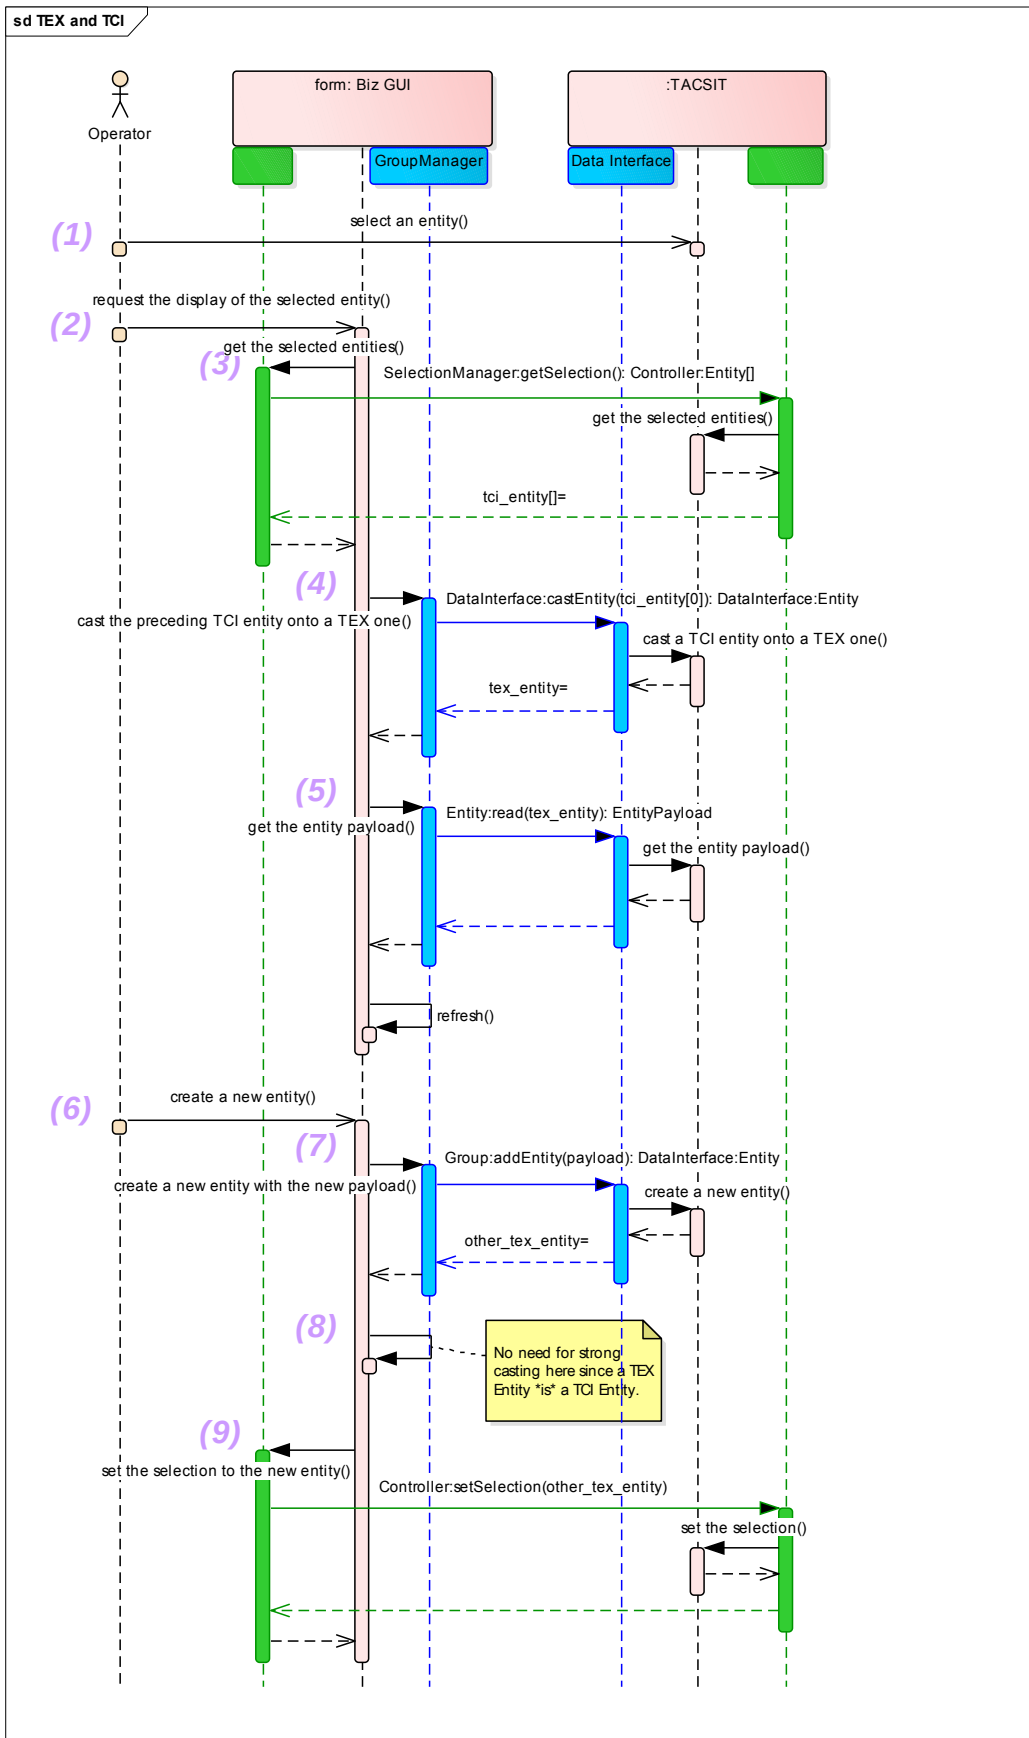 sd TEX and TCI
form: Biz GUI
:TACSIT
Operator
GroupManager
Data Interface
select an entity()
(1)
request the display of the selected entity()
(2)
get the selected entities()
(3)
SelectionManager:getSelection(): Controller:Entity[]
get the selected entities()
tci_entity[]=
(4)
DataInterface:castEntity(tci_entity[0]): DataInterface:Entity
cast the preceding TCI entity onto a TEX one()
cast a TCI entity onto a TEX one()
tex_entity=
(5)
Entity:read(tex_entity): EntityPayload
get the entity payload()
get the entity payload()
refresh()
create a new entity()
(6)
(7)
Group:addEntity(payload): DataInterface:Entity
create a new entity with the new payload()
create a new entity()
other_tex_entity=
(8)
No need for strong
casting here since a TEX
Entity *is* a TCI Entity.
(9)
set the selection to the new entity()
Controller:setSelection(other_tex_entity)
set the selection()